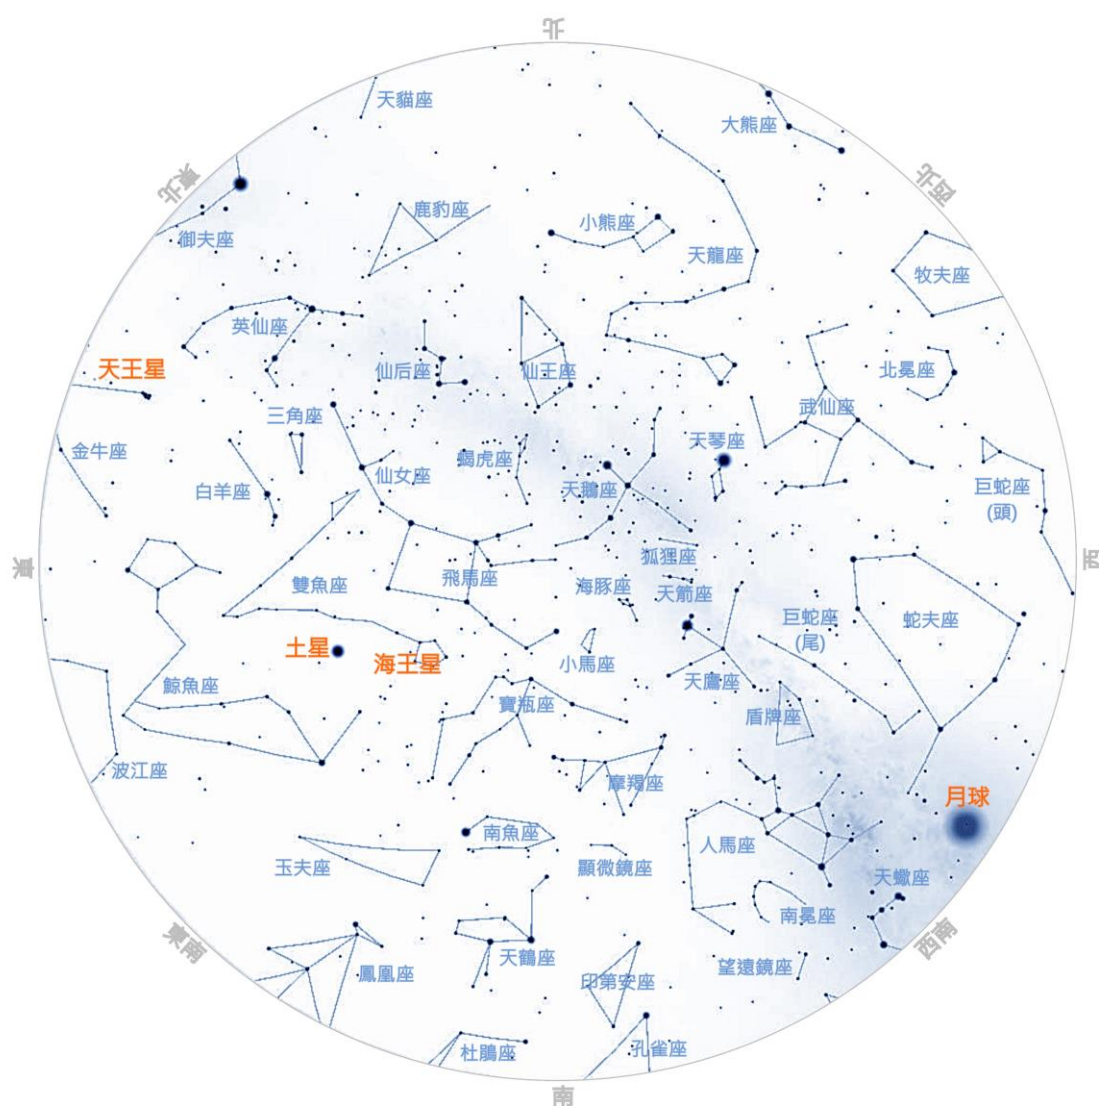 北
天貓座
大熊座
東北
西北
鹿豹座
小熊座
御夫座
天龍座
牧夫座
英仙座
天王星
仙后座
仙王座
北冕座
三角座
武仙座
天琴座
金牛座
蝎虎座
仙女座
白羊座
天鵝座
巨蛇座
(頭)
狐狸座
東
西
雙魚座
飛馬座
海豚座
天箭座
巨蛇座
(尾)
蛇夫座
土星
海王星
小馬座
鯨魚座
天鷹座
寶瓶座
盾牌座
波江座
摩羯座
月球
南魚座
人馬座
玉夫座
顯微鏡座
天蠍座
南冕座
東南
西南
天鶴座
鳳凰座
望遠鏡座
印第安座
杜鵑座
孔雀座
南